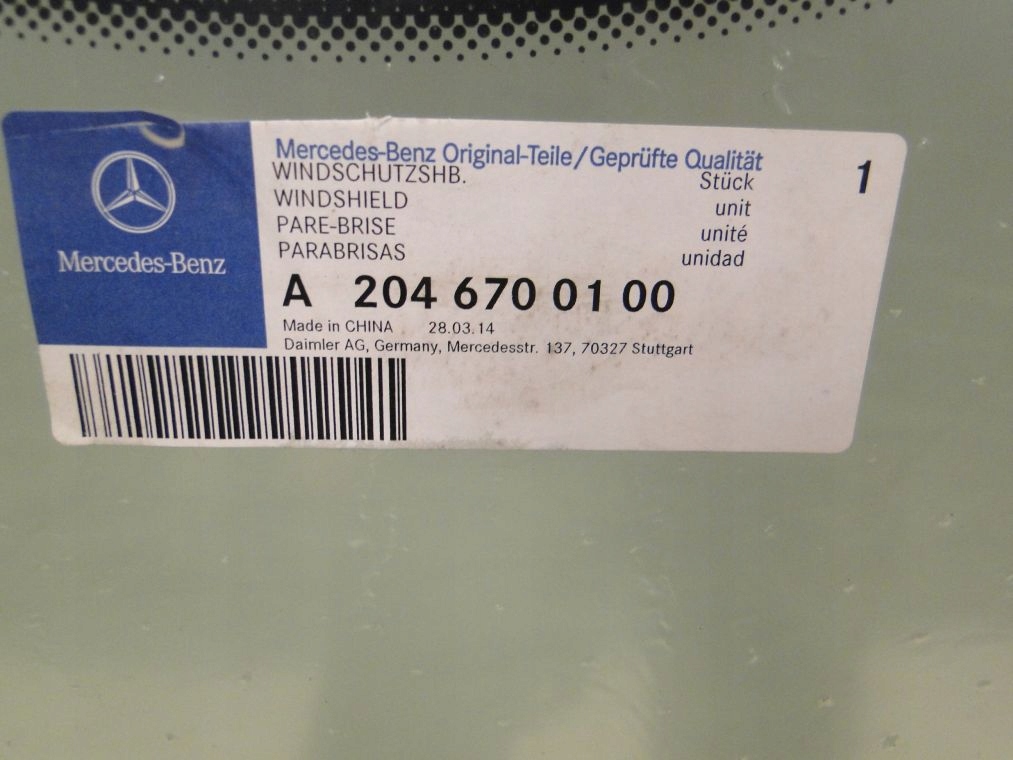 Mercedes-Benz
Mercedes-Benz Original-Teile/Geprüfte Qualität
WINDSCHUTZSHB. Stück 1
WINDSHIELD unit
PARE-BRISE unité
PARABRISAS unidad
A 204 670 01 00
Made in CHINA 28.03.14
Daimler AG, Germany, Mercedesstr. 137, 70327 Stuttgart